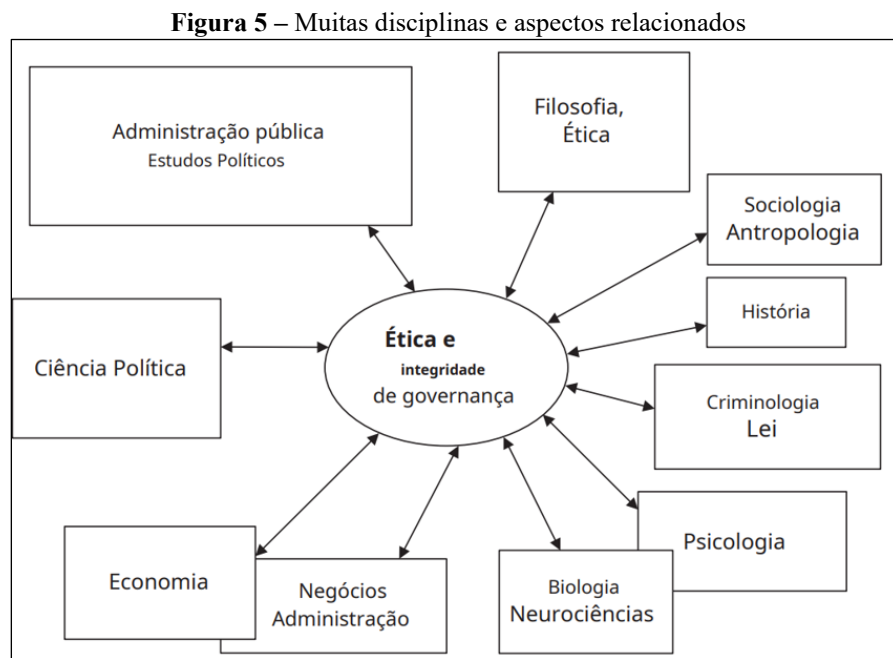 Figura 5 – Muitas disciplinas e aspectos relacionados
Administração pública
Estudos Políticos
Filosofia,
Ética
Sociologia
Antropologia
História
Ciência Política
Ética e
integridade
de governança
Criminologia
Lei
Psicologia
Economia
Negócios
Administração
Biologia
Neurociências